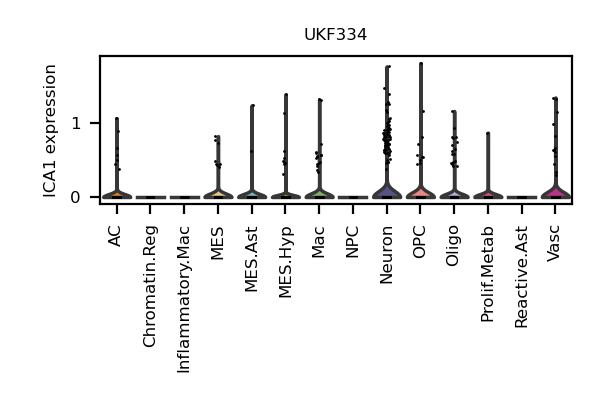 UKF334
ICA1 expression
1
0
AC
Chromatin.Reg
Inflammatory.Mac
MES
MES.Ast
MES.Hyp
Mac
NPC
Neuron
OPC
Oligo
Prolif.Metab
Reactive.Ast
Vasc